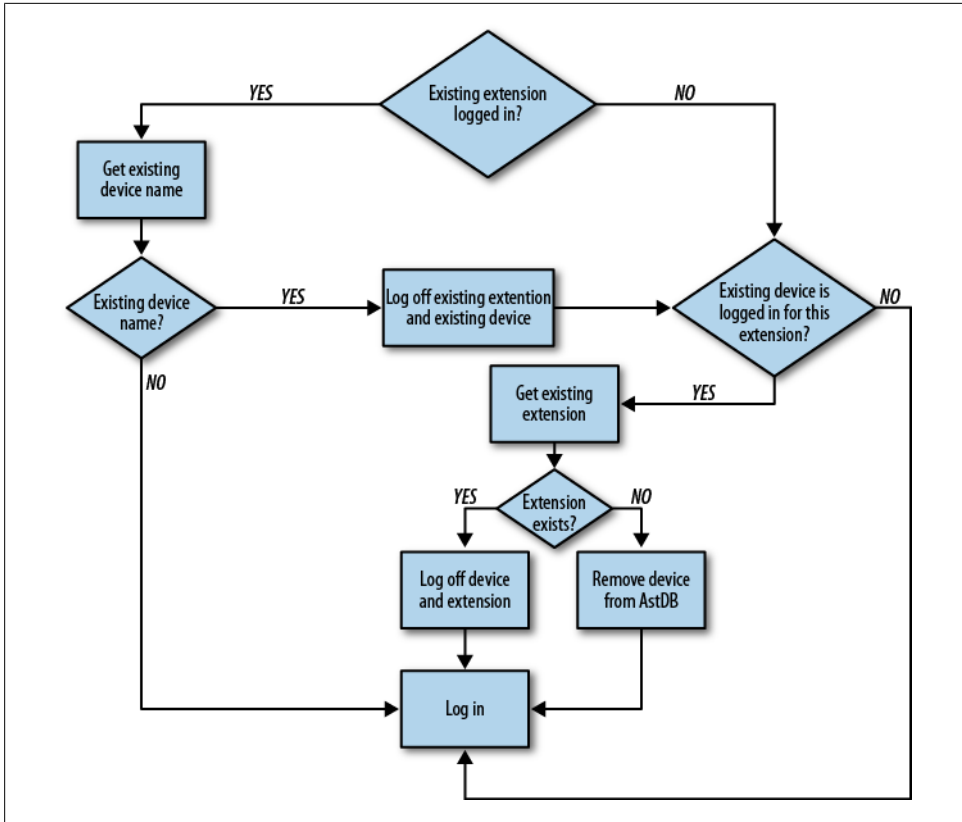 Existing extension
logged in?
YES
NO
Get existing
device name
Existing device
name?
YES
Log off existing extention
and existing device
Existing device is
logged in for this
extension?
NO
NO
Get existing
extension
YES
YES
Extension
exists?
NO
Log off device
and extension
Remove device
from AstDB
Log in